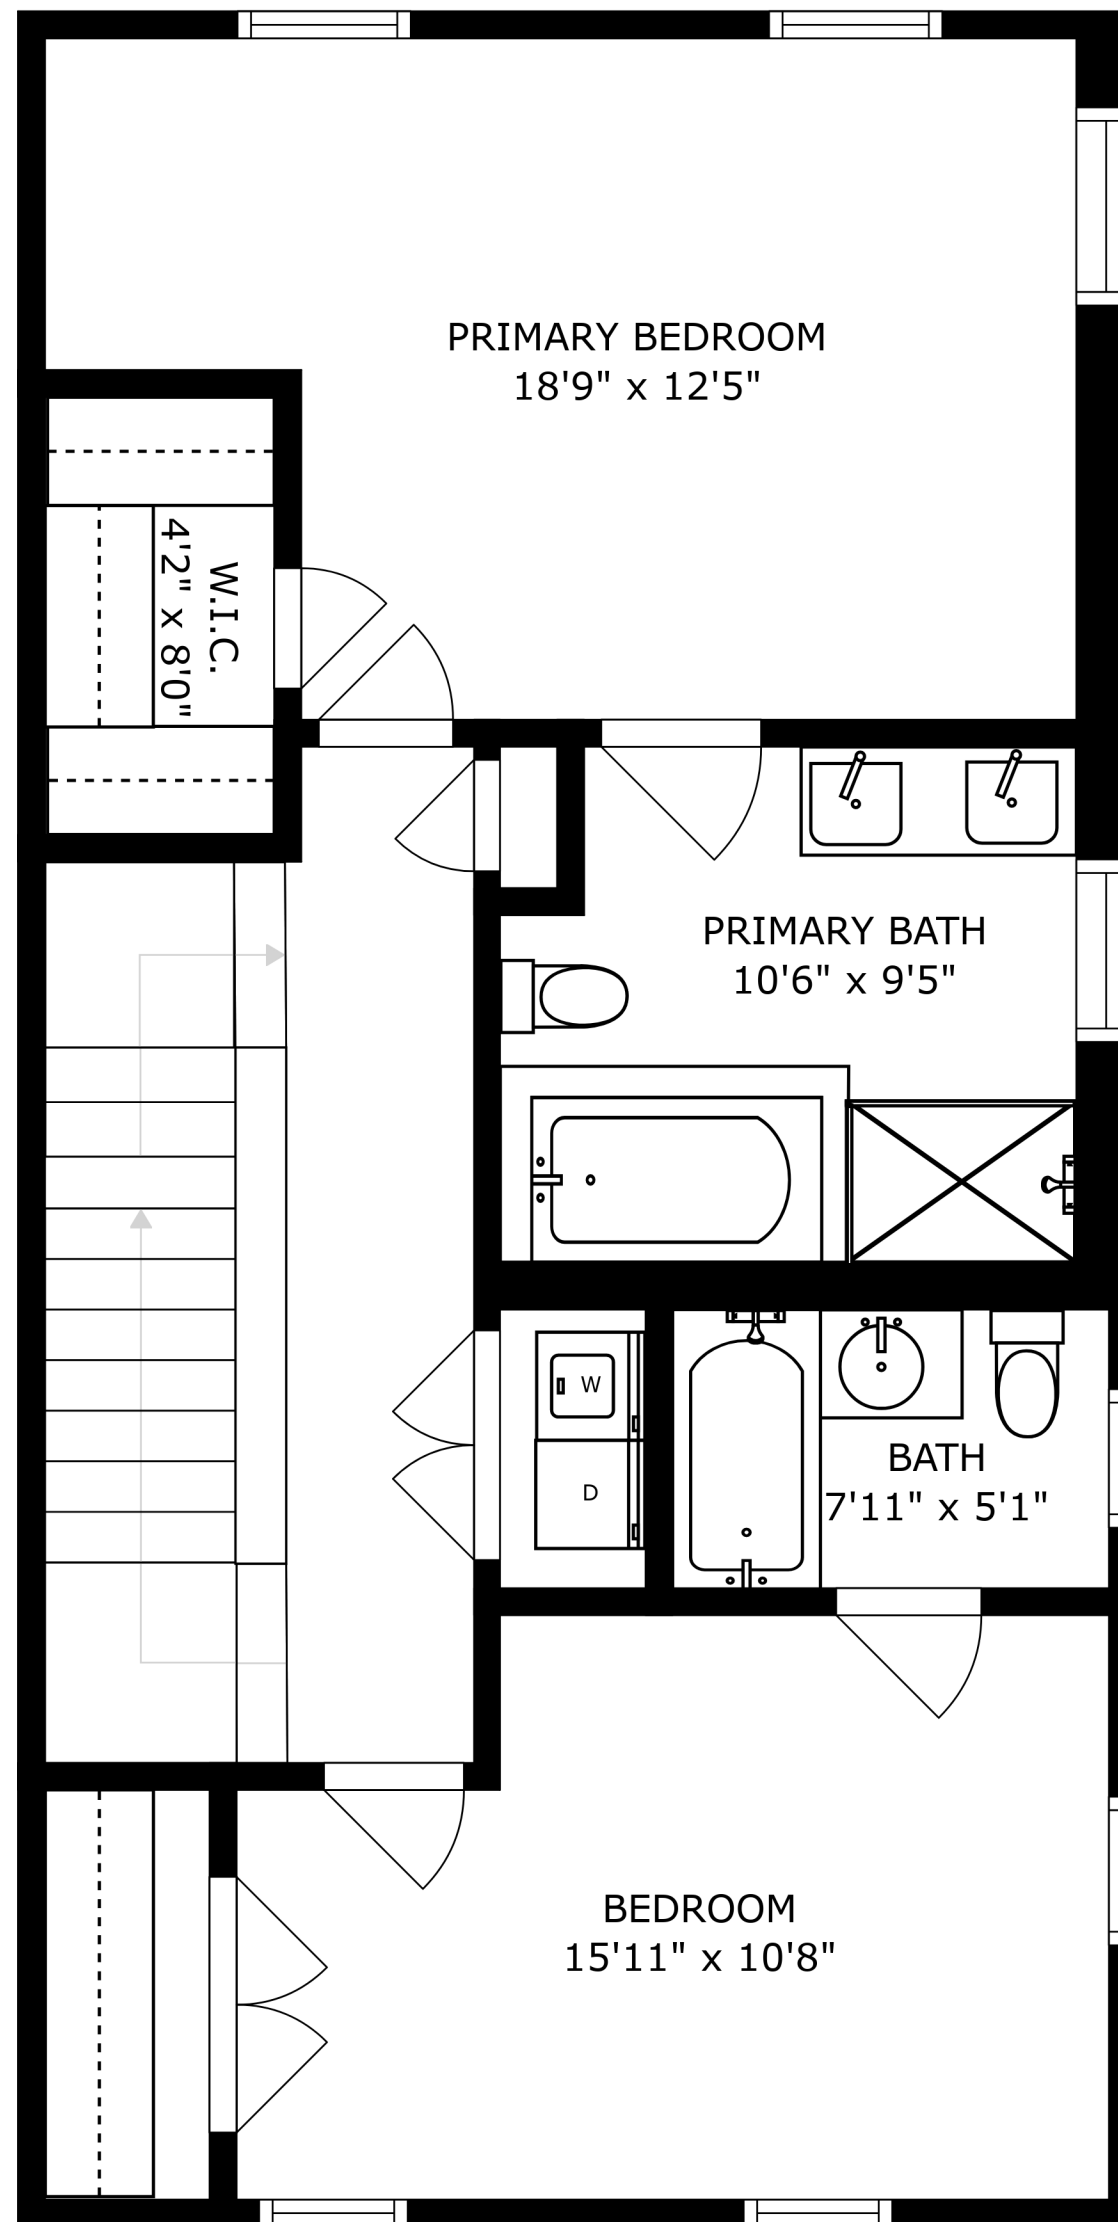 PRIMARY BEDROOM
18'9" x 12'5"
W.I.C.
4'2" x 8'0"
PRIMARY BATH
10'6" x 9'5"
W
D
BATH
7'11" x 5'1"
BEDROOM
15'11" x 10'8"